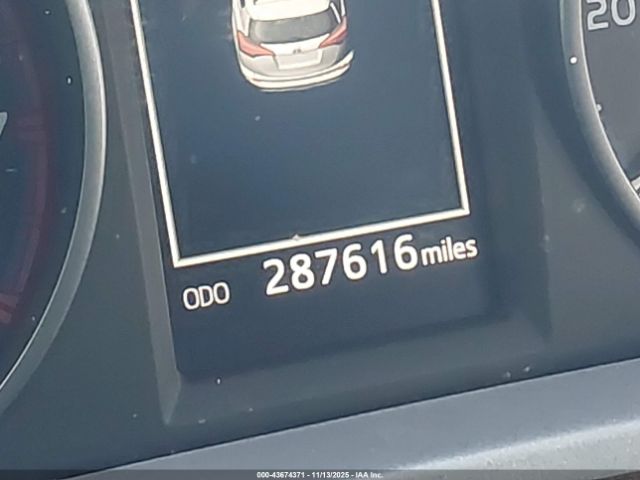 20
ODO 287616 miles
000-43674371 - 11/13/2025 - IAA Inc.